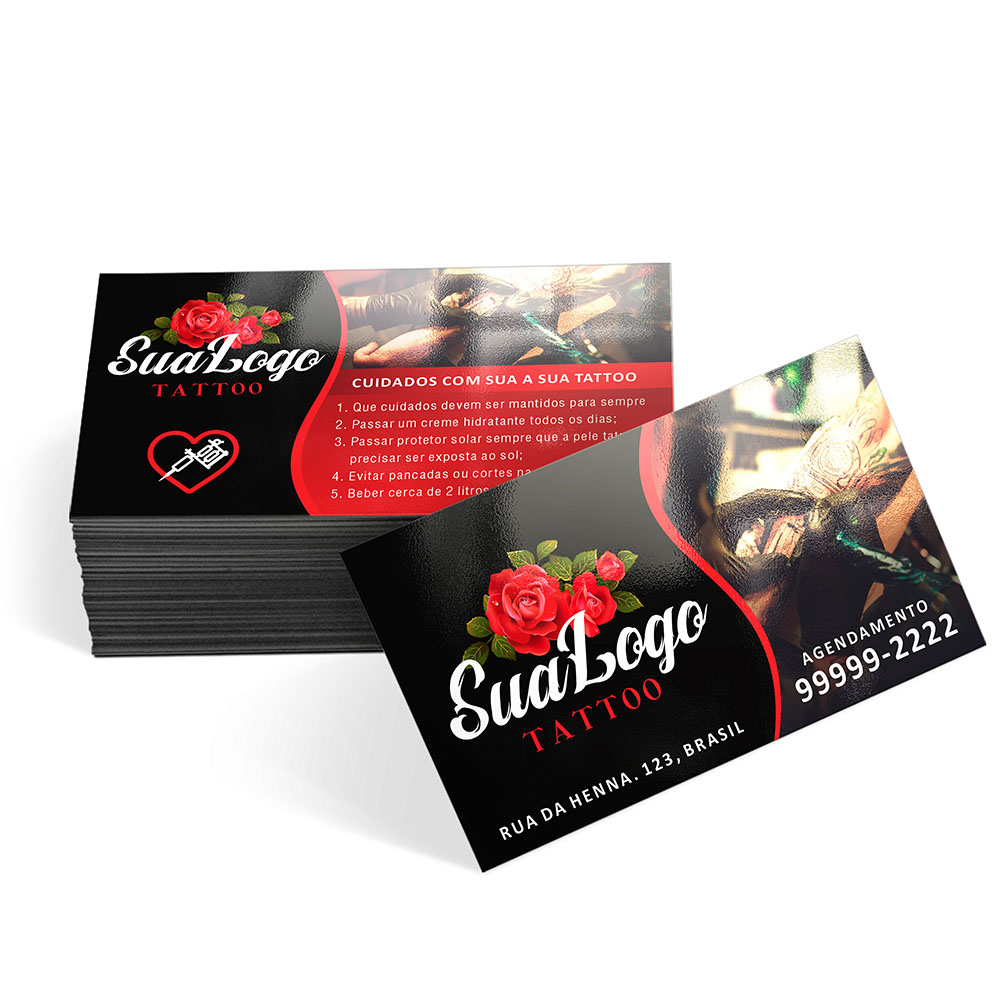 SuaLogo
TATTOO
CUIDADOS COM SUA A SUA TATTOO
1. Que cuidados devem ser mantidos para sempre
2. Passar um creme hidratante todos os dias;
3. Passar protetor solar sempre que a pele
precisar ser exposta ao sol;
4. Evitar pancadas ou cortes
5. Beber cerca de 2 litros
SuaLogo
TATTOO
RUA DA HENNA. 123, BRASIL
AGENDAMENTO
99999-2222